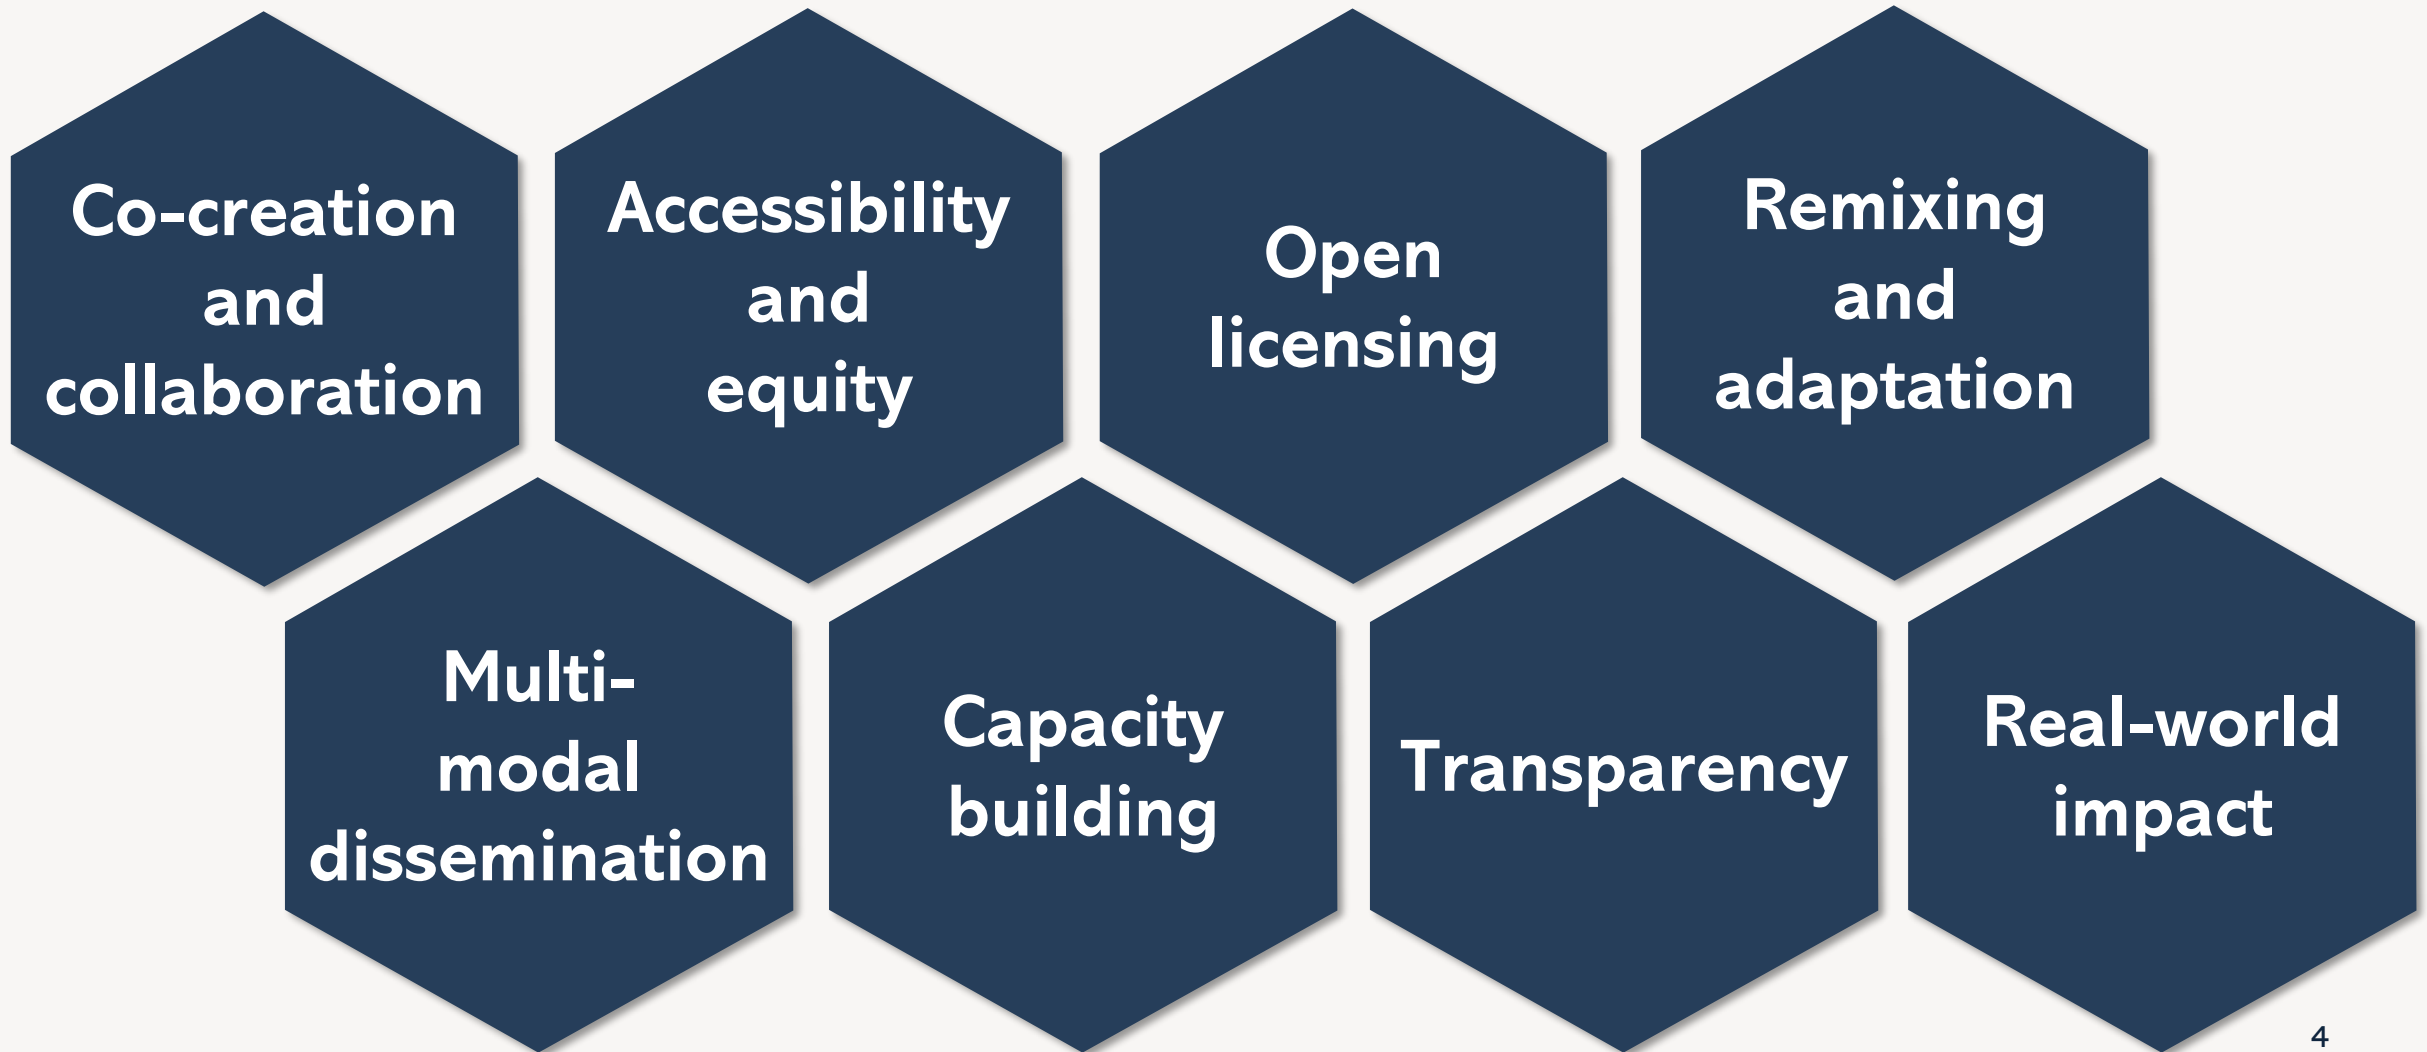 Co-creation
and
collaboration
Accessibility
and
equity
Open
licensing
Remixing
and
adaptation
Multi-
modal
dissemination
Capacity
building
Transparency
Real-world
impact
4